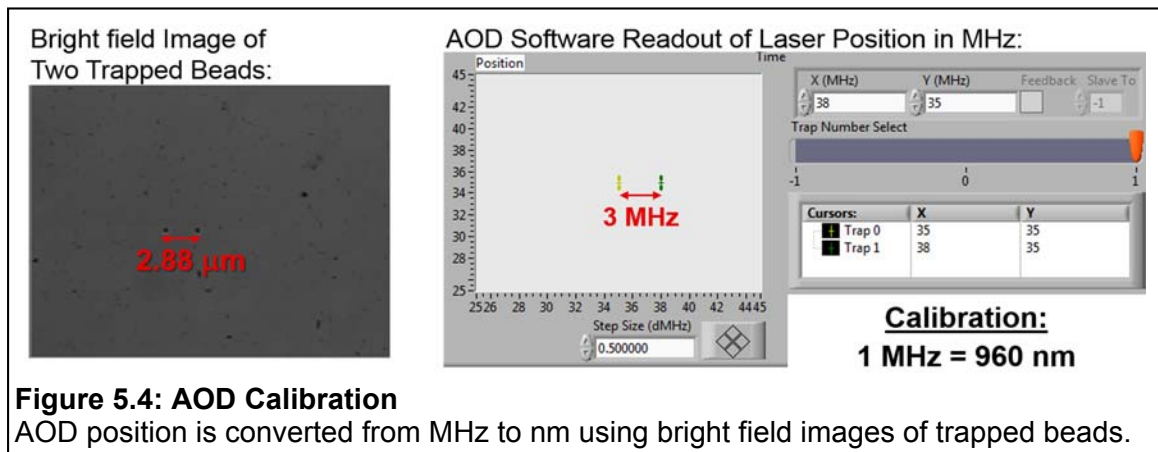 Bright field Image of
Two Trapped Beads:
2.88 μm
AOD Software Readout of Laser Position in MHz:
Position
Time
45
42
40
38
36
34
32
30
28
25
3 MHz
2526 28 30 32 34 36 38 40 42 4445
Step Size (dMHz)
0.500000
X (MHz) Y (MHz) Feedback Slave To
38 35 -1
Trap Number Select
-1 0 1
Cursors: X Y
Trap 0 35 35
Trap 1 38 35
Calibration:
1 MHz = 960 nm
Figure 5.4: AOD Calibration
AOD position is converted from MHz to nm using bright field images of trapped beads.